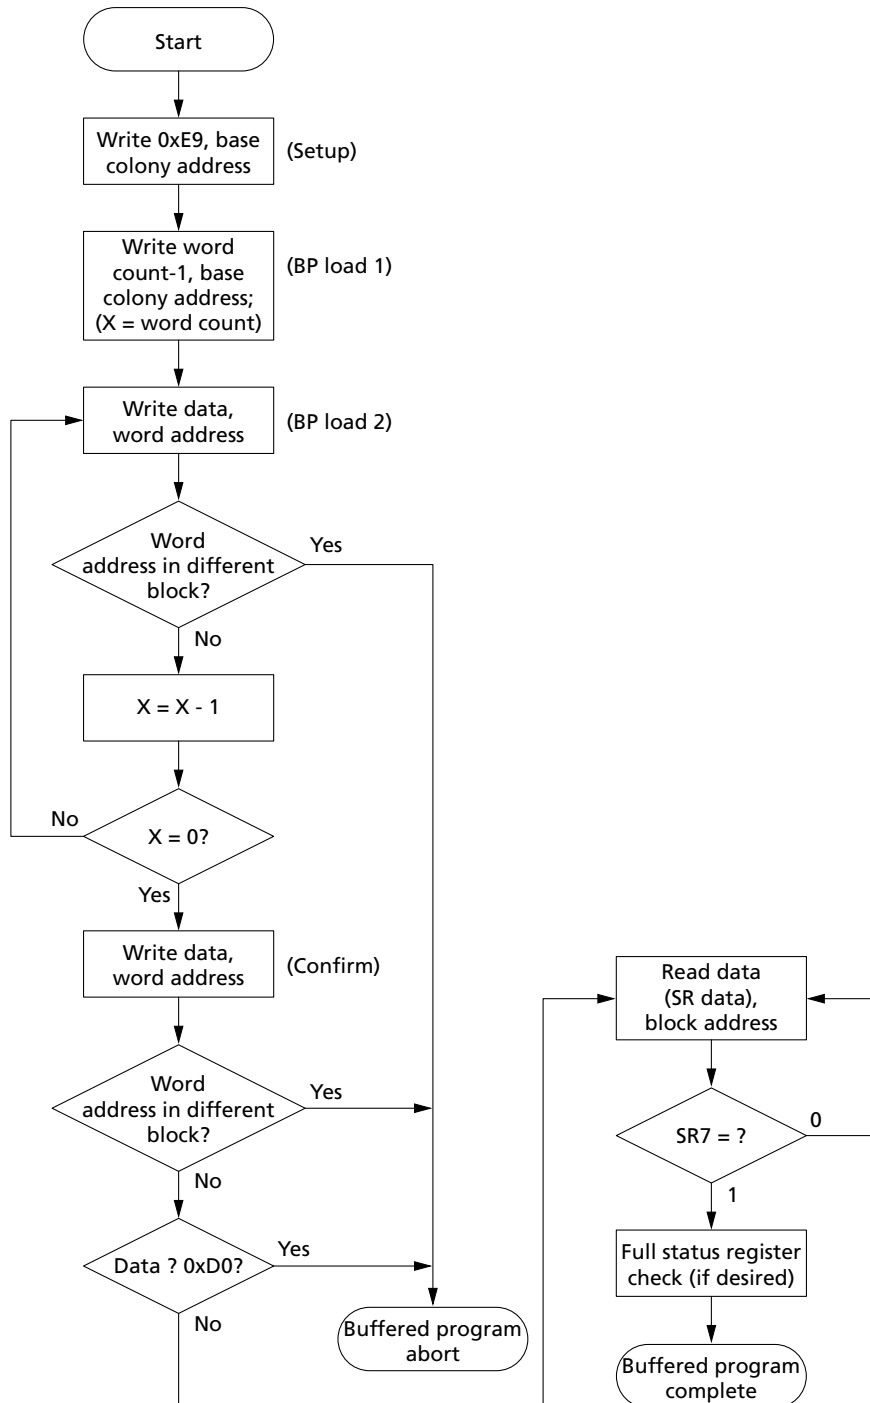 Start
Write 0xE9, base
colony address
(Setup)
Write word
count-1, base
colony address;
(X = word count)
(BP load 1)
Write data,
word address
(BP load 2)
Word
address in different
block?
Yes
No
X = X - 1
No
X = 0?
Yes
Write data,
word address
(Confirm)
Word
address in different
block?
Yes
No
Data ? 0xD0?
Yes
No
Buffered program
abort
Read data
(SR data),
block address
SR7 = ?
0
1
Full status register
check (if desired)
Buffered program
complete